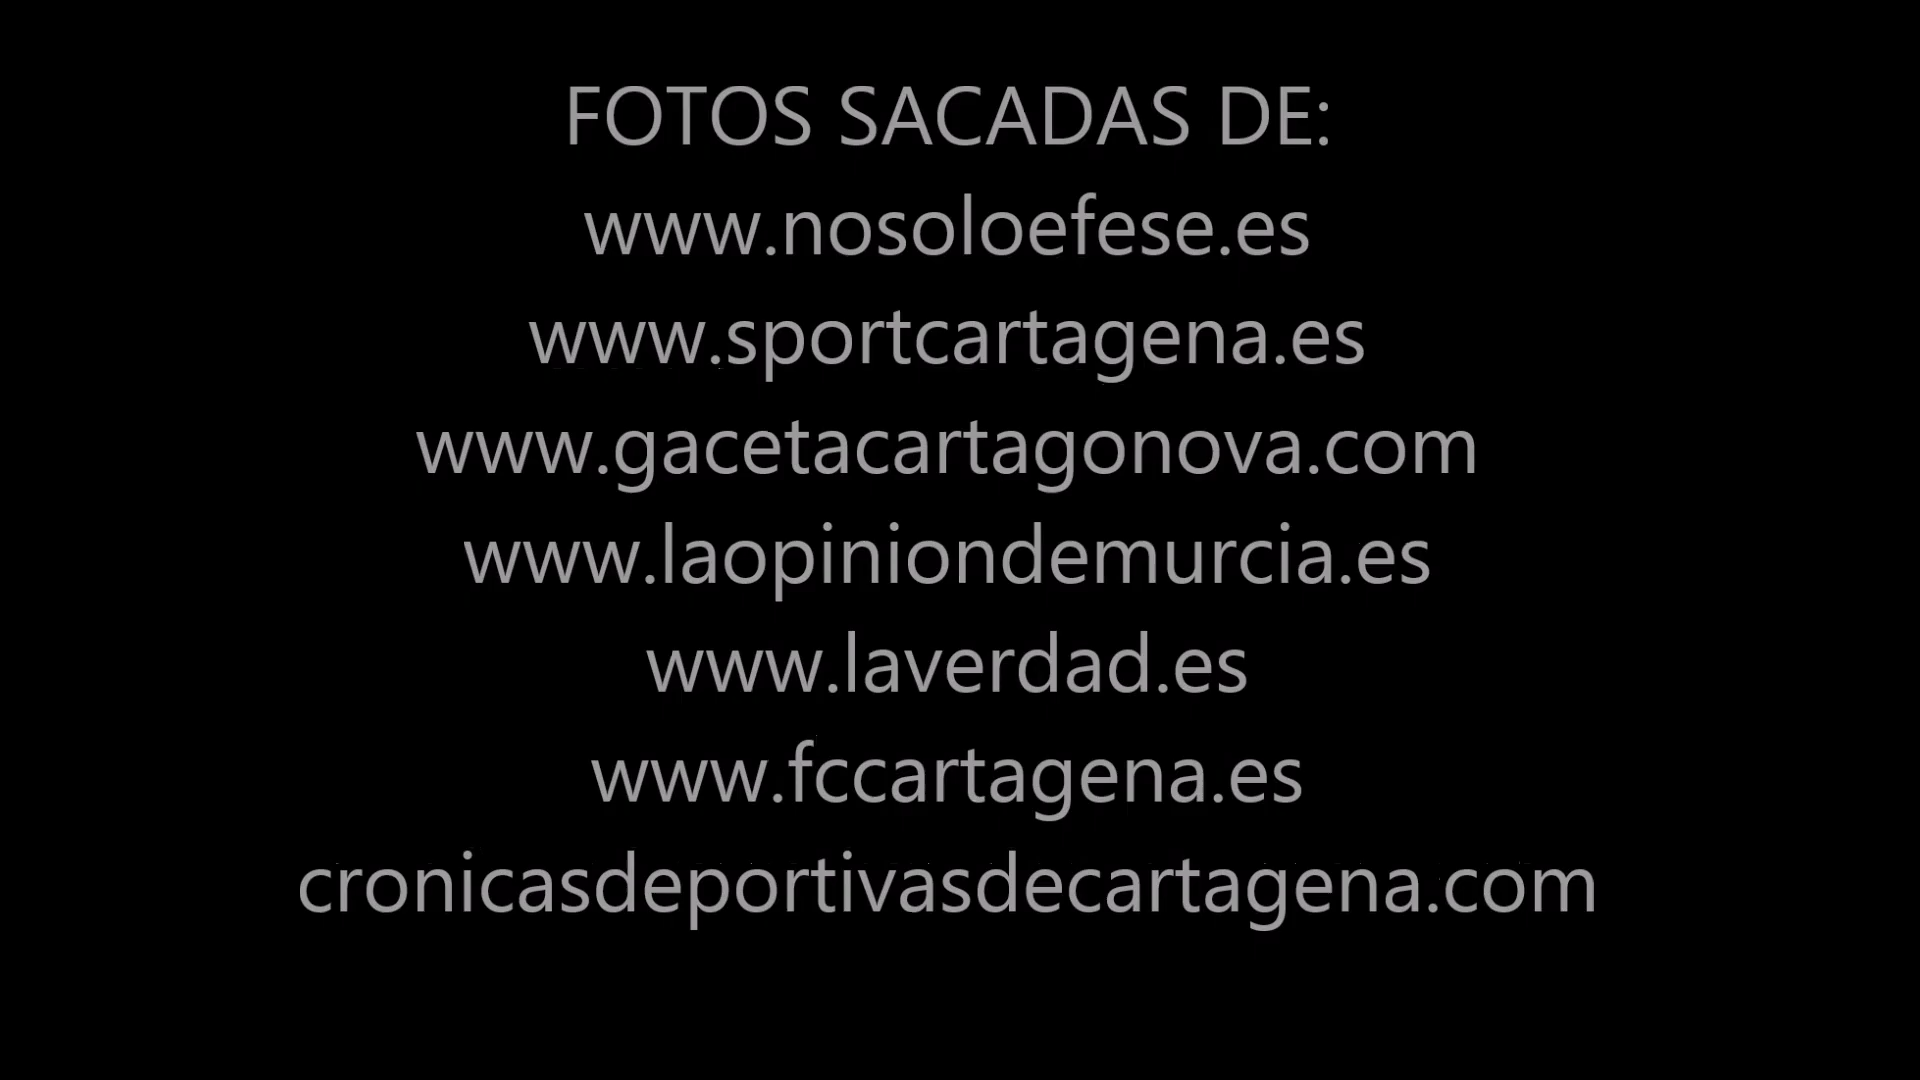 FOTOS SACADAS DE:
www.nosoloefese.es
www.sportcartagena.es
www.gacetacartagonova.com
www.laopiniondemurcia.es
www.laverdad.es
www.fccartagena.es
cronicasdeportivasdecartagena.com